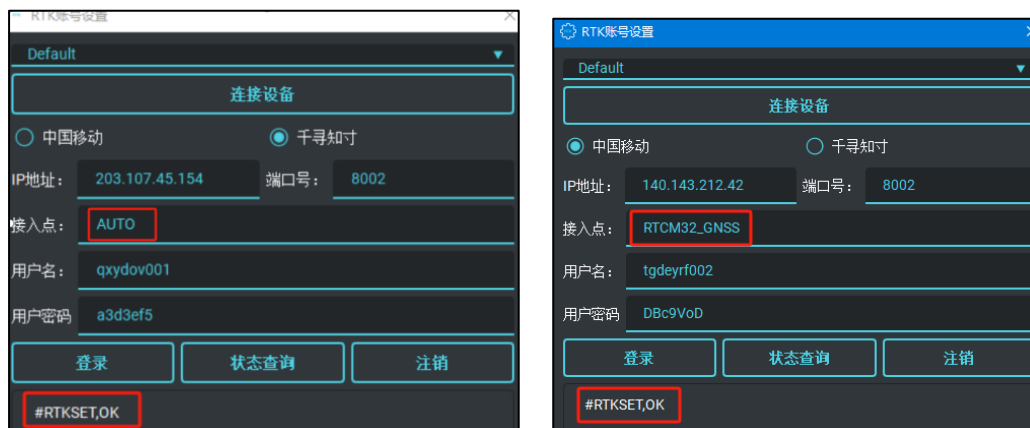 RTK账号设置
Default
连接设备
中国移动 千寻知寸
IP地址： 203.107.45.154 端口号： 8002
接入点： AUTO
用户名： qxydov001
用户密码 a3d3ef5
登录 状态查询 注销
#RTKSET,OK
RTK账号设置
Default
连接设备
中国移动 千寻知寸
IP地址： 140.143.212.42 端口号： 8002
接入点： RTCM32_GNSS
用户名： tgdeyrf002
用户密码 DBc9VoD
登录 状态查询 注销
#RTKSET,OK